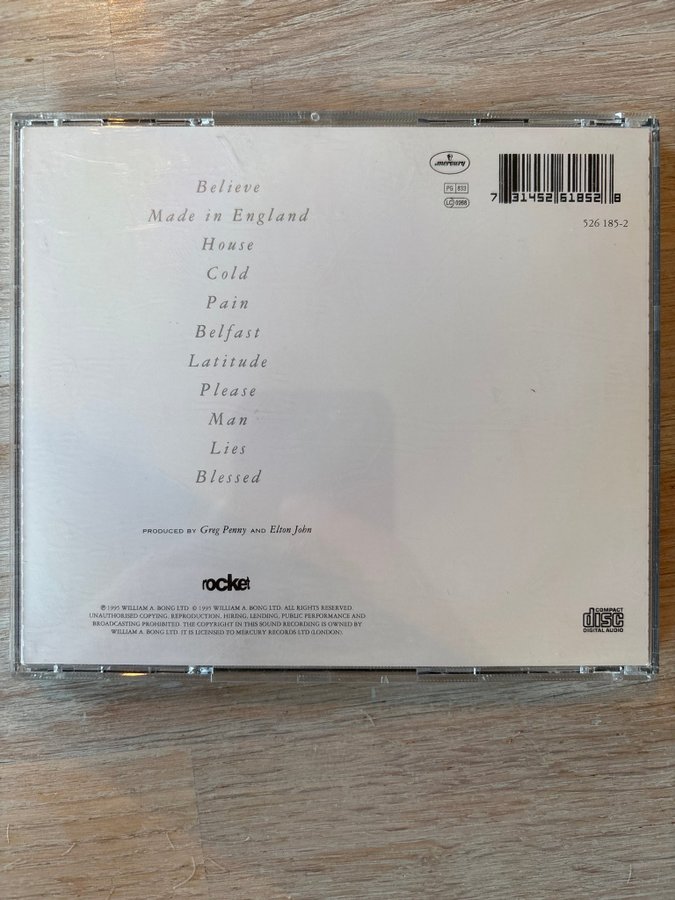 Believe
Made in England
House
Cold
Pain
Belfast
Latitude
Please
Man
Lies
Blessed
PRODUCED BY Greg Penny AND Elton John
rocket
℗ 1995 WILLIAM A. BONG LTD. © 1995 WILLIAM A. BONG LTD. ALL RIGHTS RESERVED.
UNAUTHORISED COPYING, REPRODUCTION, HIRING, LENDING, PUBLIC PERFORMANCE AND
BROADCASTING PROHIBITED. THE COPYRIGHT IN THIS SOUND RECORDING IS OWNED BY
WILLIAM A. BONG LTD. IT IS LICENSED TO MERCURY RECORDS LTD (LONDON).
mercury
PG 833
LC 0268
7 31452 61852 8
526 185-2
COMPACT
disc
DIGITAL AUDIO